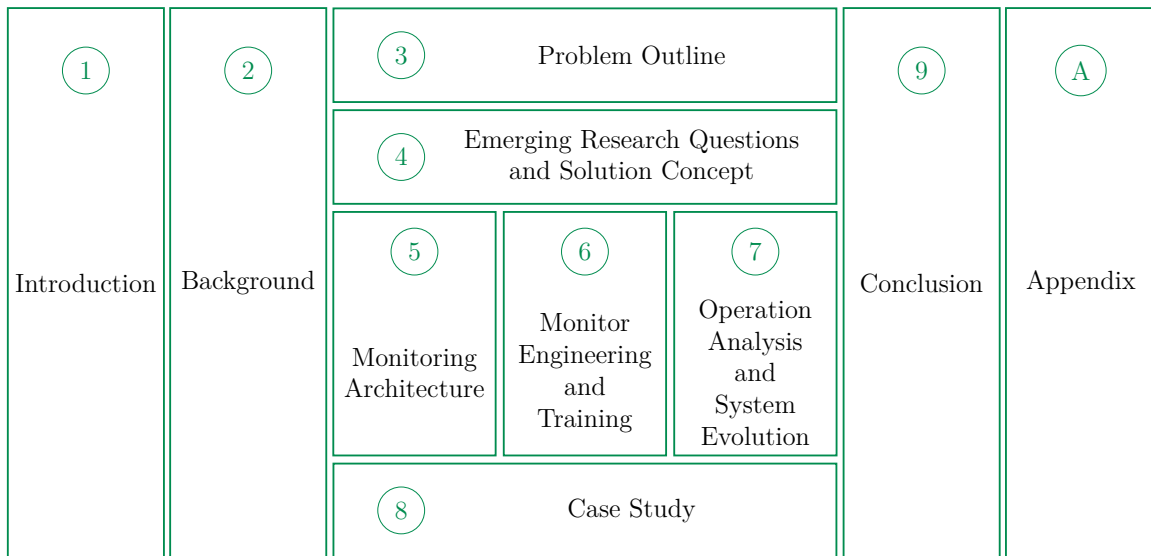 1
Introduction
2
Background
3
Problem Outline
4
Emerging Research Questions
and Solution Concept
5
Monitoring
Architecture
6
Monitor
Engineering
and
Training
7
Operation
Analysis
and
System
Evolution
8
Case Study
9
Conclusion
A
Appendix